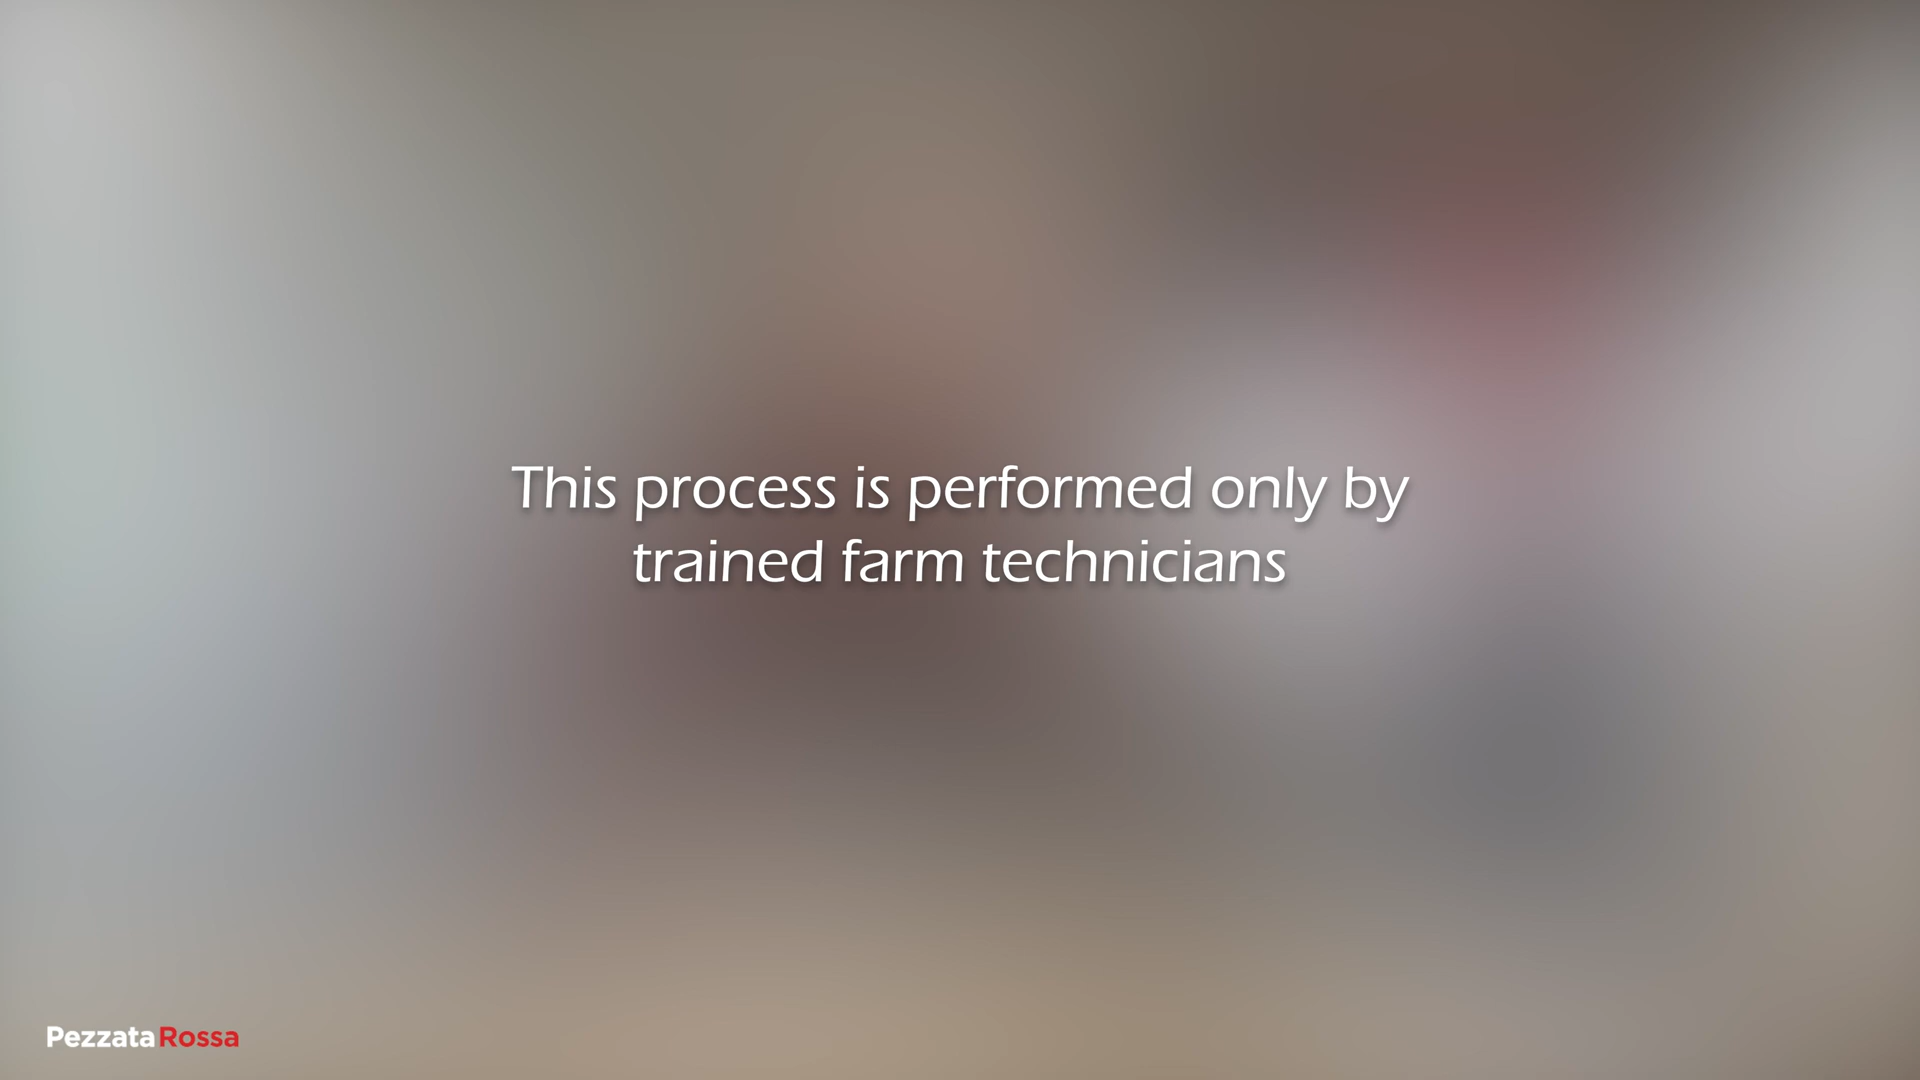 This process is performed only by
trained farm technicians
PezzataRossa